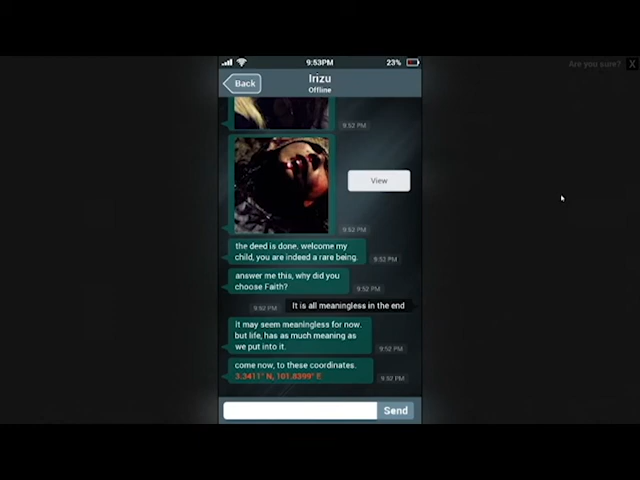 9:53PM
23%
Are you sure? X
Back
Irizu
Offline
9:52 PM
View
9:52 PM
the deed is done. welcome my
child, you are indeed a rare being.
9:52 PM
answer me this, why did you
choose Faith?
9:52 PM
9:52 PM
It is all meaningless in the end
It may seem meaningless for now.
but life, has as much meaning as
we put into it.
9:52 PM
come now, to these coordinates.
3.3411° N, 101.8399° E
9:52 PM
Send